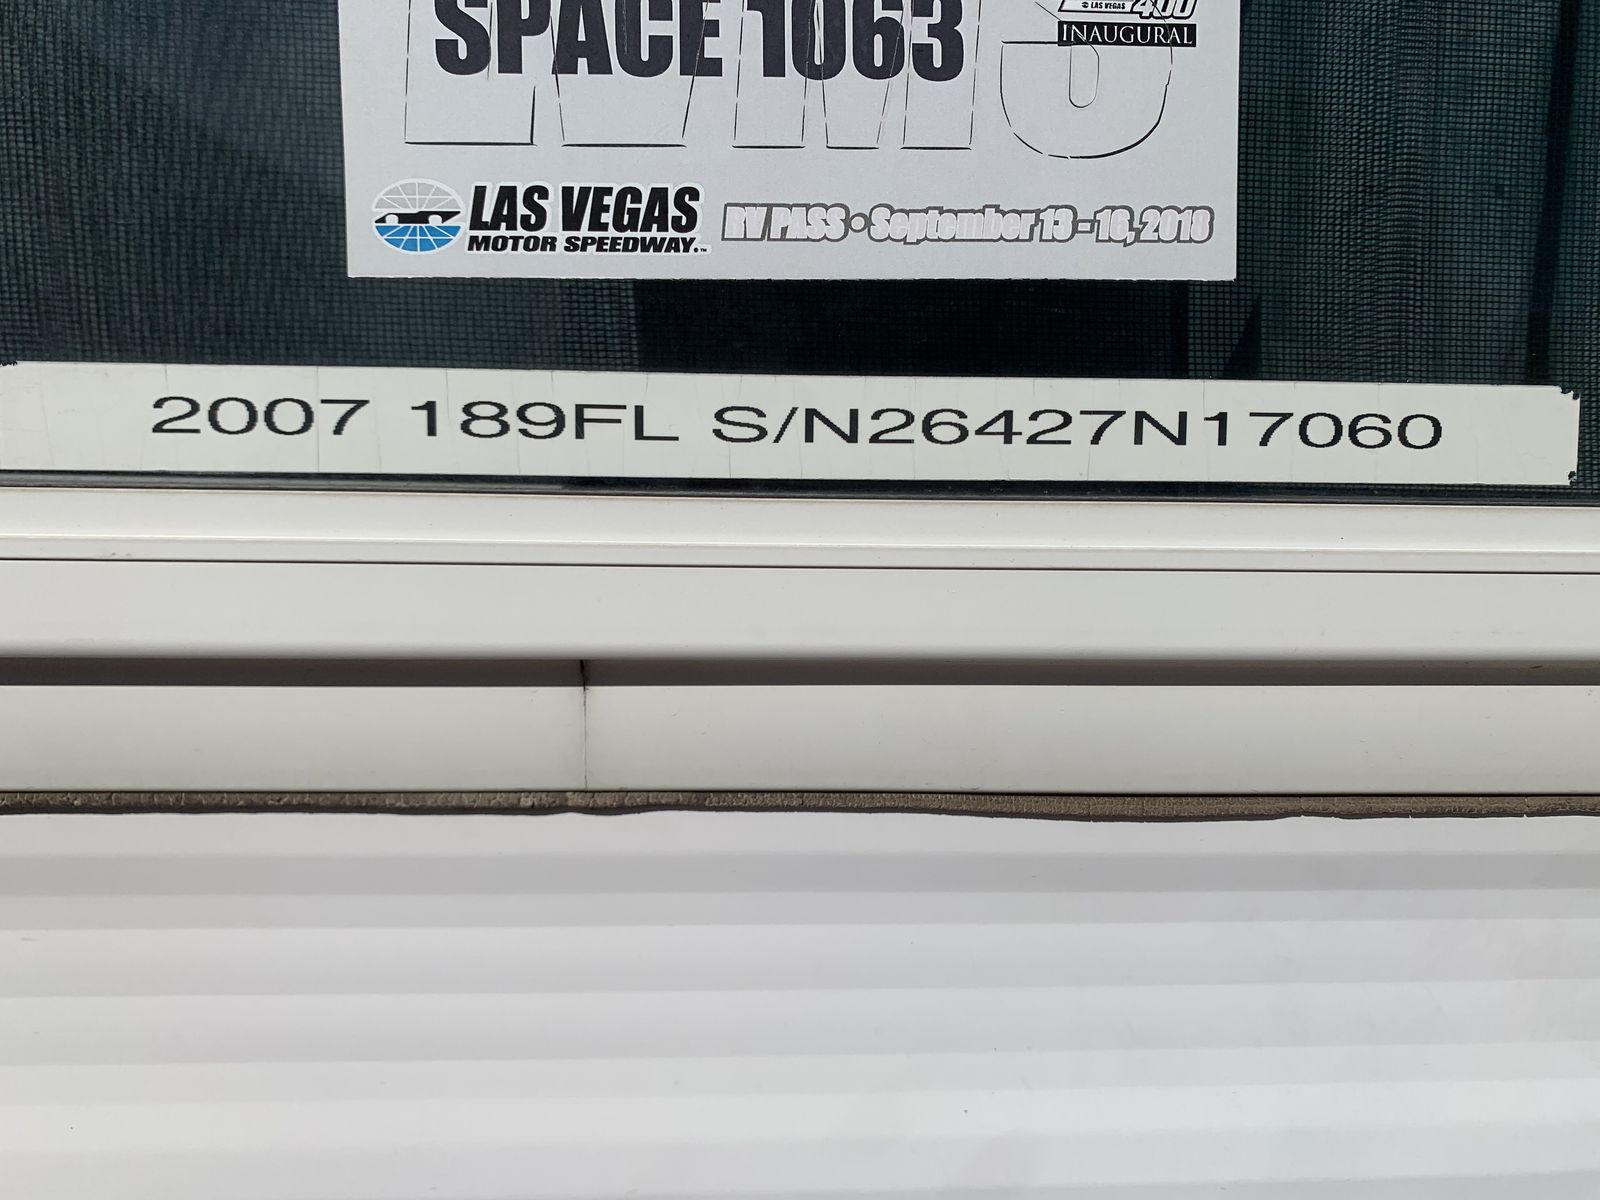 SPACE 1063
LAS VEGAS 400
INAUGURAL
LAS VEGAS
MOTOR SPEEDWAY.™
RV PASS • September 13 - 16, 2018
2007 189FL S/N26427N17060